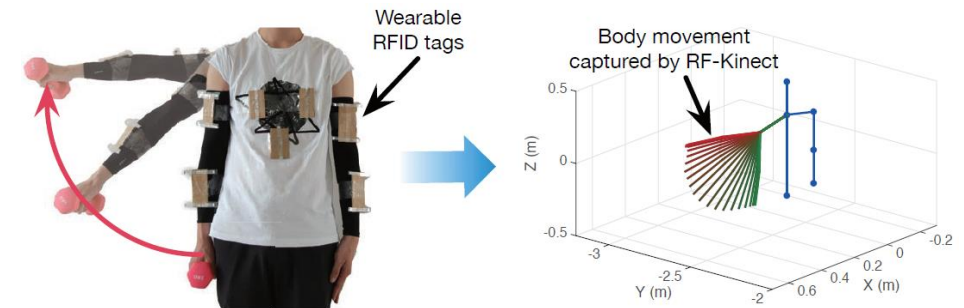 Wearable
RFID tags
Body movement
captured by RF-Kinect
0.5
0
-0.5
Z (m)
-3
-2.5
-2
Y (m)
0.6
0.4
0.2
0
-0.2
X (m)